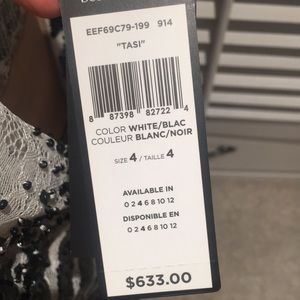 EEF69C79-199 914
"TASI"
8 87398 82722 4
COLOR WHITE/BLAC
COULEUR BLANC/NOIR
SIZE 4 / TAILLE 4
AVAILABLE IN
0 2 4 6 8 10 12
DISPONIBLE EN
0 2 4 6 8 10 12
$633.00